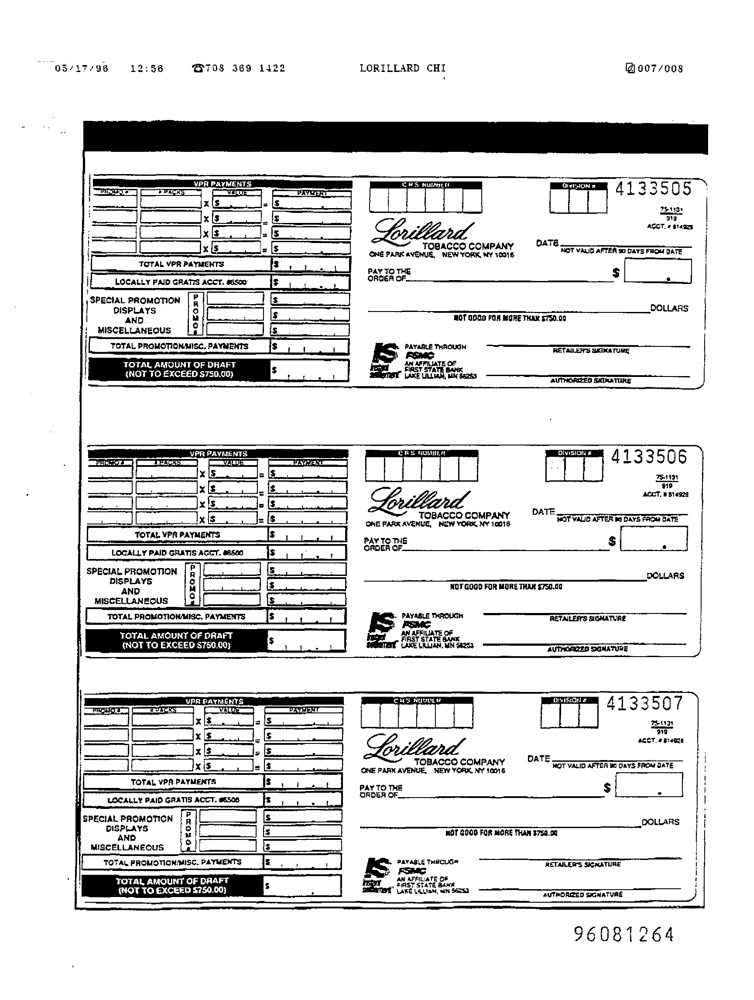 05/17/96 12:56 ☎708 369 1422 LORILLARD CHI 007/008
VPR PAYMENTS
PROMO # # PACKS VALUE PAYMENT
X $ = $
X $ = $
X $ = $
X $ = $
TOTAL VPR PAYMENTS $
LOCALLY PAID GRATIS ACCT. #6500 $
SPECIAL PROMOTION
DISPLAYS
AND
MISCELLANEOUS
PROMO #
$
$
$
TOTAL PROMOTION/MISC. PAYMENTS $
TOTAL AMOUNT OF DRAFT
(NOT TO EXCEED $750.00) $
CRS NUMBER DIVISION # 4133505
75-1131
919
ACCT. # 814928
Lorillard
TOBACCO COMPANY
ONE PARK AVENUE, NEW YORK, NY 10016
DATE
NOT VALID AFTER 90 DAYS FROM DATE
PAY TO THE
ORDER OF $ .
DOLLARS
NOT GOOD FOR MORE THAN $750.00
PAYABLE THROUGH
FSMC
AN AFFILIATE OF
FIRST STATE BANK
LAKE LILLIAN, MN 56253
RETAILER'S SIGNATURE
AUTHORIZED SIGNATURE
VPR PAYMENTS
PROMO # # PACKS VALUE PAYMENT
X $ = $
X $ = $
X $ = $
X $ = $
TOTAL VPR PAYMENTS $
LOCALLY PAID GRATIS ACCT. #6500 $
SPECIAL PROMOTION
DISPLAYS
AND
MISCELLANEOUS
PROMO #
$
$
$
TOTAL PROMOTION/MISC. PAYMENTS $
TOTAL AMOUNT OF DRAFT
(NOT TO EXCEED $750.00) $
CRS NUMBER DIVISION # 4133506
75-1131
919
ACCT. # 814928
Lorillard
TOBACCO COMPANY
ONE PARK AVENUE, NEW YORK, NY 10016
DATE
NOT VALID AFTER 90 DAYS FROM DATE
PAY TO THE
ORDER OF $ .
DOLLARS
NOT GOOD FOR MORE THAN $750.00
PAYABLE THROUGH
FSMC
AN AFFILIATE OF
FIRST STATE BANK
LAKE LILLIAN, MN 56253
RETAILER'S SIGNATURE
AUTHORIZED SIGNATURE
VPR PAYMENTS
PROMO # # PACKS VALUE PAYMENT
X $ = $
X $ = $
X $ = $
X $ = $
TOTAL VPR PAYMENTS $
LOCALLY PAID GRATIS ACCT. #6500 $
SPECIAL PROMOTION
DISPLAYS
AND
MISCELLANEOUS
PROMO #
$
$
$
TOTAL PROMOTION/MISC. PAYMENTS $
TOTAL AMOUNT OF DRAFT
(NOT TO EXCEED $750.00) $
CRS NUMBER DIVISION # 4133507
75-1131
919
ACCT. # 814928
Lorillard
TOBACCO COMPANY
ONE PARK AVENUE, NEW YORK, NY 10016
DATE
NOT VALID AFTER 90 DAYS FROM DATE
PAY TO THE
ORDER OF $ .
DOLLARS
NOT GOOD FOR MORE THAN $750.00
PAYABLE THROUGH
FSMC
AN AFFILIATE OF
FIRST STATE BANK
LAKE LILLIAN, MN 56253
RETAILER'S SIGNATURE
AUTHORIZED SIGNATURE
96081264